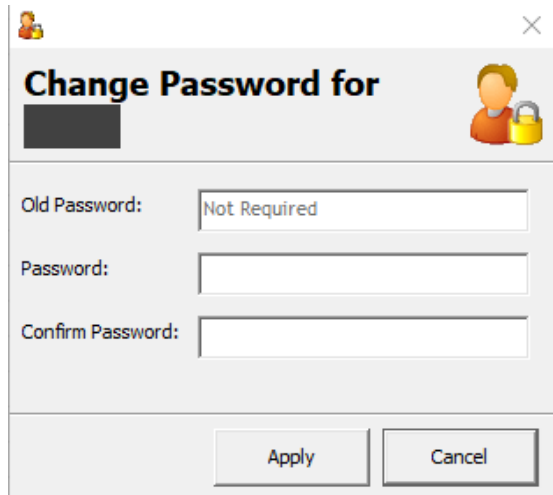 Change Password for
Old Password:
Not Required
Password:
Confirm Password:
Apply
Cancel